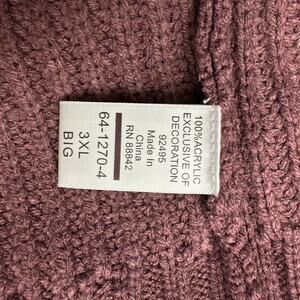 100%ACRYLIC
EXCLUSIVE OF
DECORATION
92495
Made In
China
RN 88842
64-1270-4
3XL
BIG